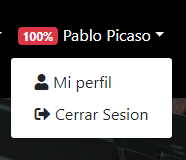 100% Pablo Picaso
Mi perfil
Cerrar Sesion